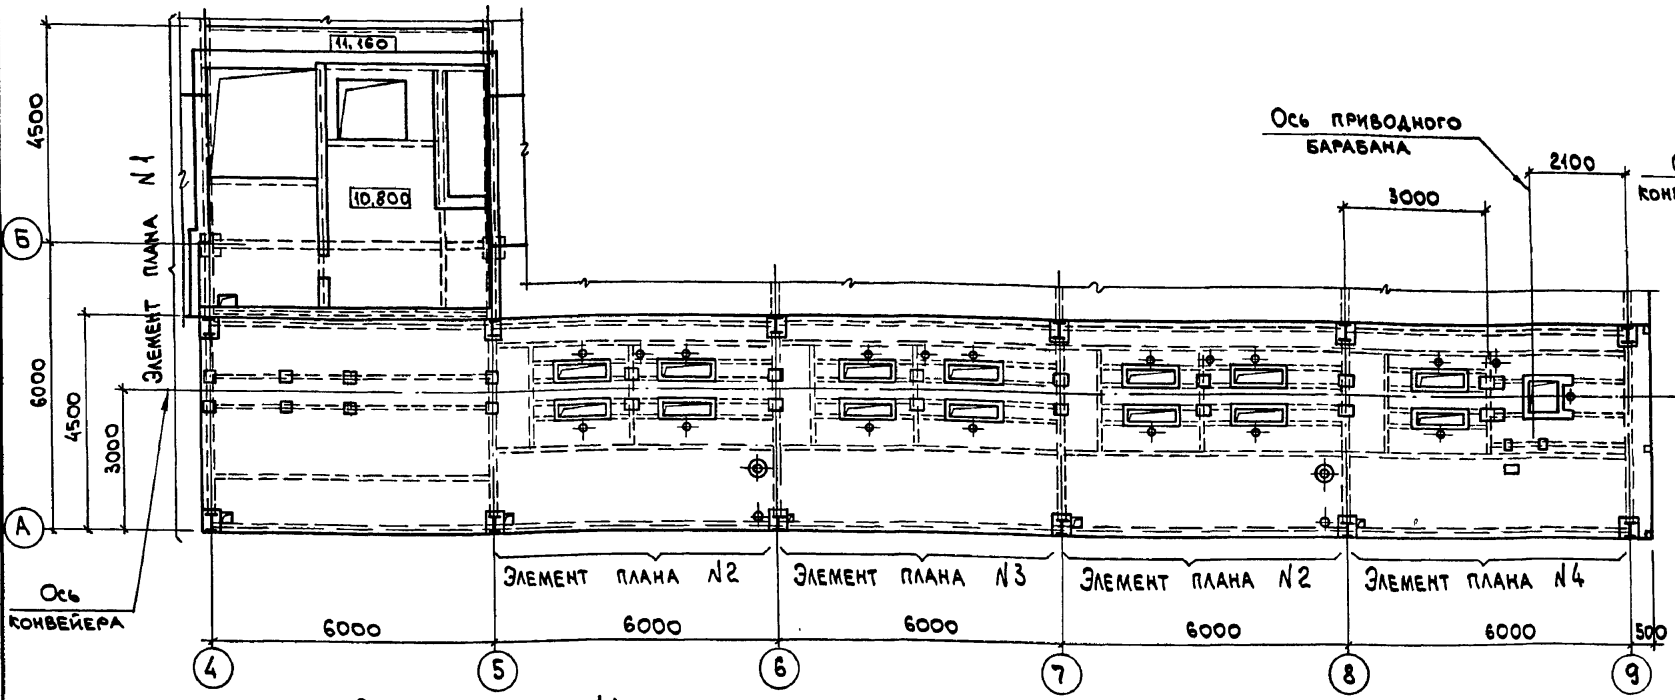 11,160
4500
ЭЛЕМЕНТ ПЛАНА N1
10,800
Ось ПРИВОДНОГО
БАРАБАНА
2100
3000
Б
6000
4500
3000
А
Ось
КОНВЕЙЕРА
ЭЛЕМЕНТ ПЛАНА N2
ЭЛЕМЕНТ ПЛАНА N3
ЭЛЕМЕНТ ПЛАНА N2
ЭЛЕМЕНТ ПЛАНА N4
6000
6000
6000
6000
6000
500
4
5
6
7
8
9